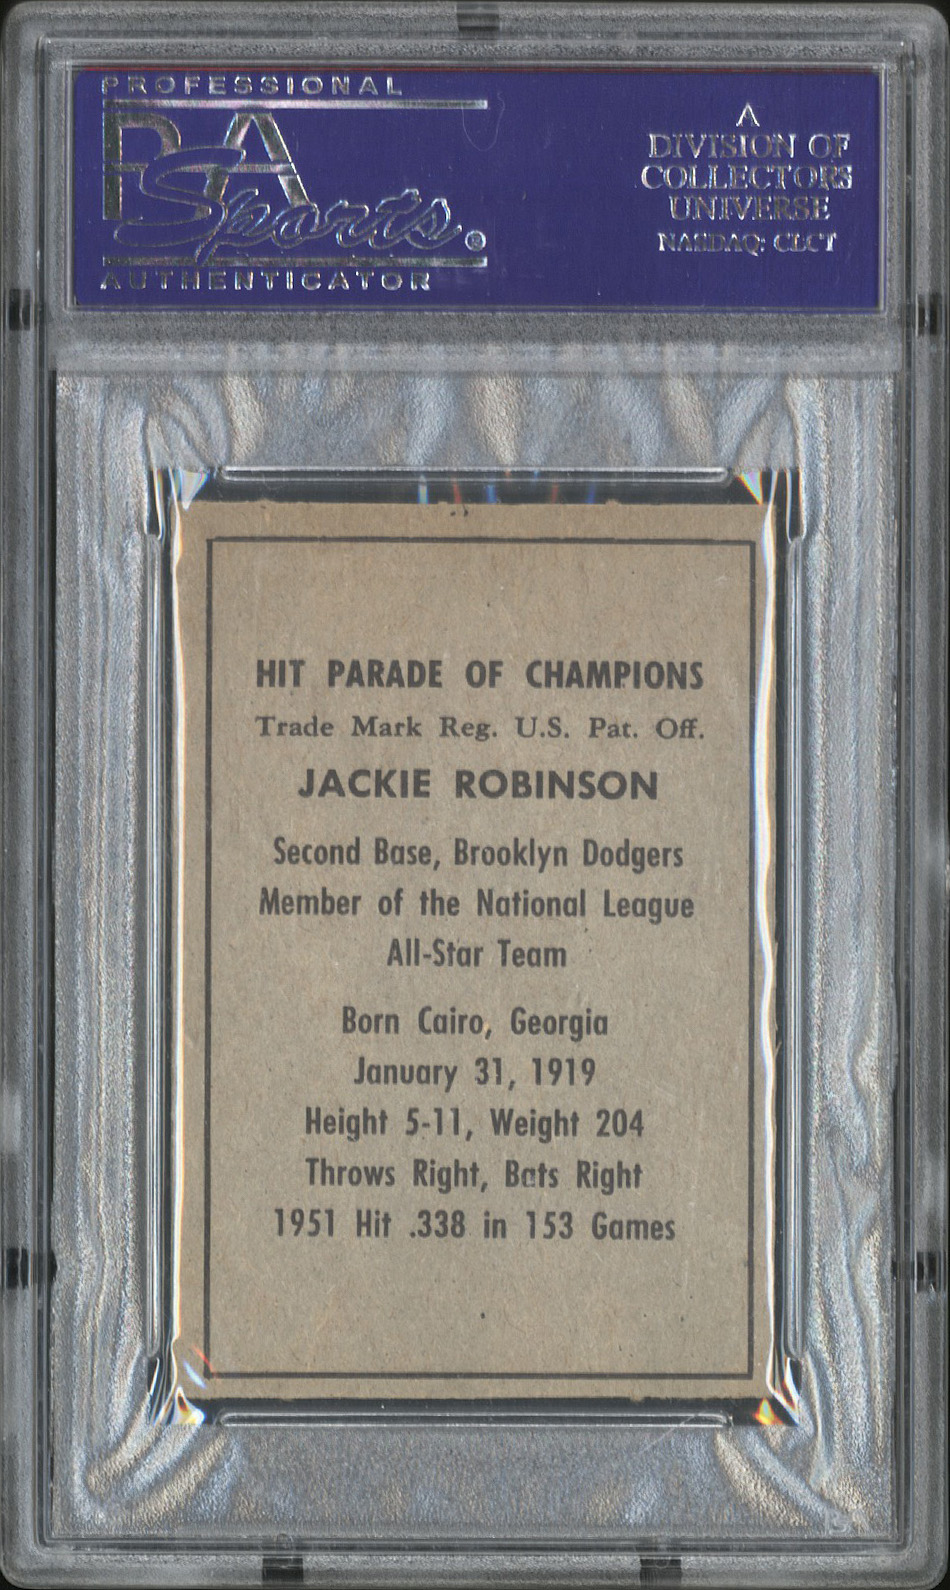 PROFESSIONAL
PSA
Sports®
AUTHENTICATOR
A
DIVISION OF
COLLECTORS
UNIVERSE
NASDAQ: CLCT
HIT PARADE OF CHAMPIONS
Trade Mark Reg. U.S. Pat. Off.
JACKIE ROBINSON
Second Base, Brooklyn Dodgers
Member of the National League
All-Star Team
Born Cairo, Georgia
January 31, 1919
Height 5-11, Weight 204
Throws Right, Bats Right
1951 Hit .338 in 153 Games